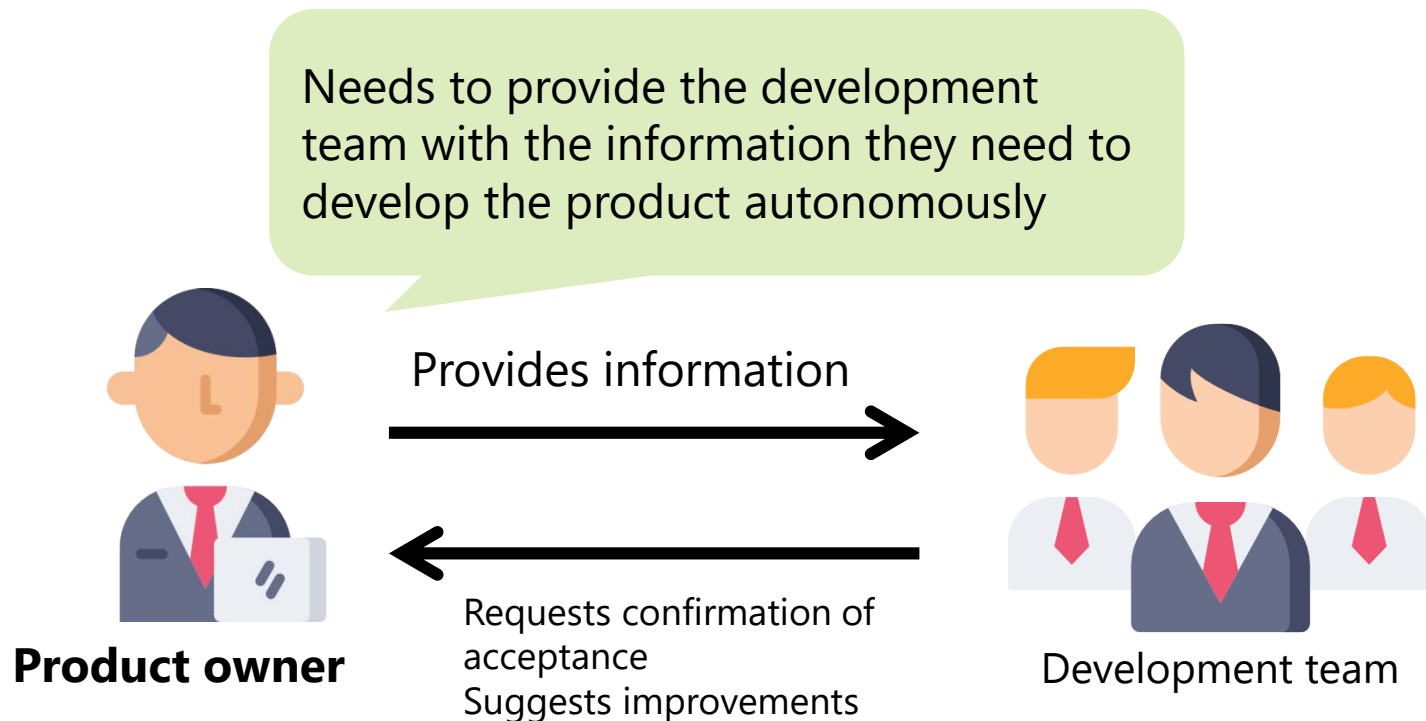 Needs to provide the development
team with the information they need to
develop the product autonomously
Provides information
Requests confirmation of
acceptance
Suggests improvements
Product owner
Development team